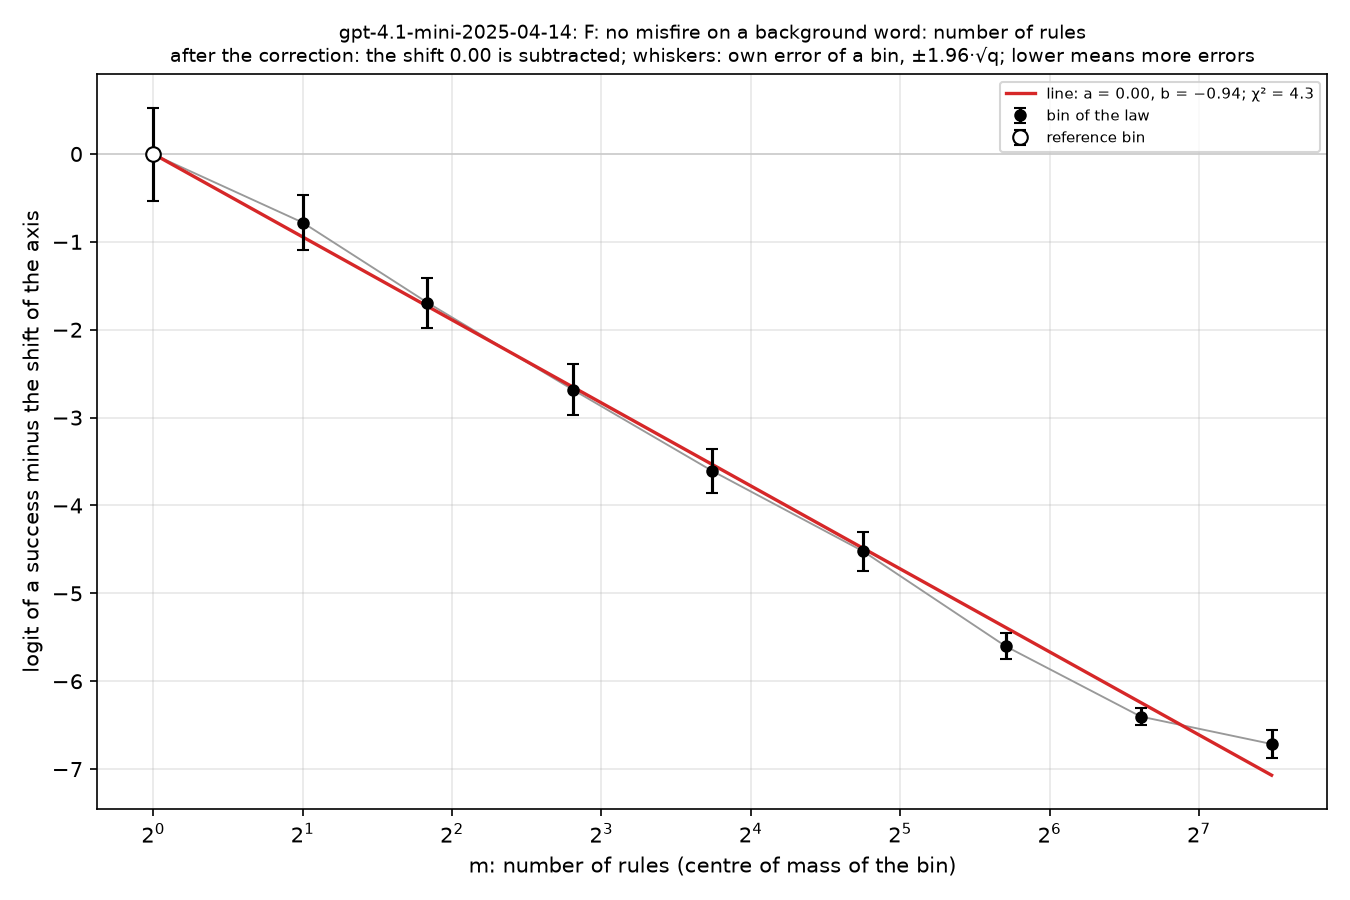 gpt-4.1-mini-2025-04-14: F: no misfire on a background word: number of rules
after the correction: the shift 0.00 is subtracted; whiskers: own error of a bin, ±1.96·√q; lower means more errors
line: a = 0.00, b = −0.94; χ² = 4.3
bin of the law
reference bin
0
−1
−2
−3
−4
−5
−6
−7
logit of a success minus the shift of the axis
2⁰
2¹
2²
2³
2⁴
2⁵
2⁶
2⁷
m: number of rules (centre of mass of the bin)